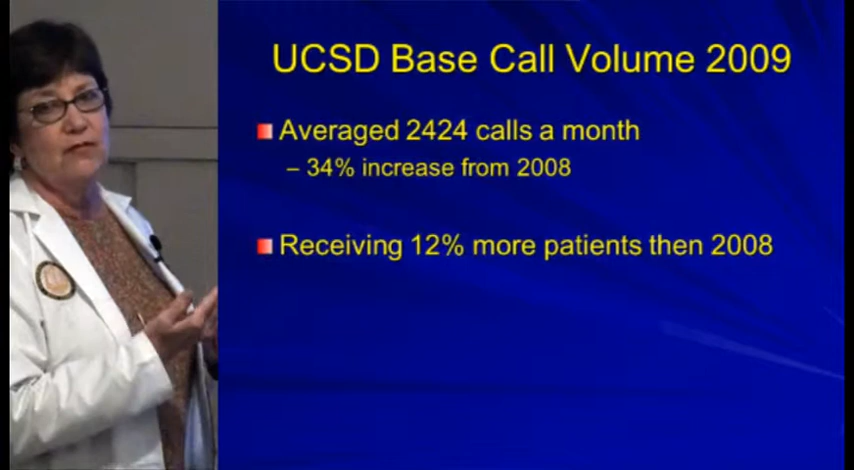 UCSD Base Call Volume 2009
Averaged 2424 calls a month
– 34% increase from 2008
Receiving 12% more patients then 2008